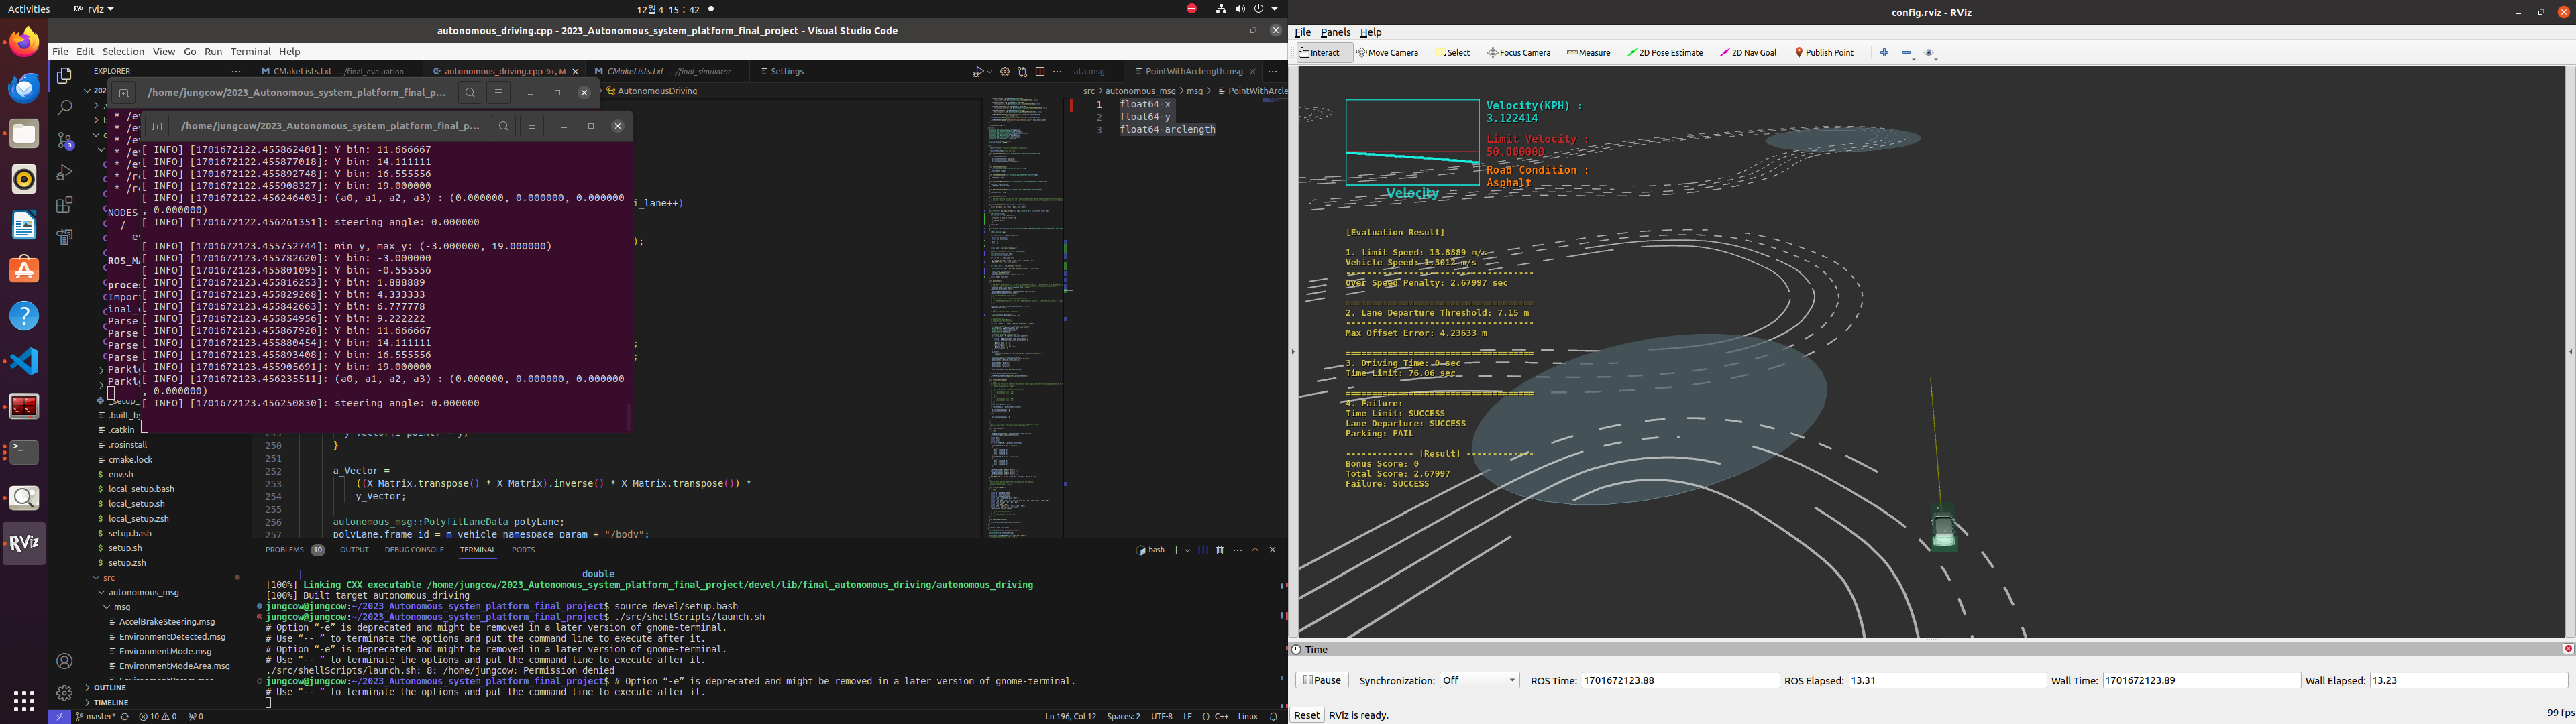 Activities
rviz
12월 4 15 : 42
autonomous_driving.cpp - 2023_Autonomous_system_platform_final_project - Visual Studio Code
File Edit Selection View Go Run Terminal Help
EXPLORER
CMakeLists.txt .../final_evaluation
autonomous_driving.cpp 9+, M
CMakeLists.txt .../final_simulator
Settings
PointWithArclength.msg
src > autonomous_msg > msg > PointWithArcle
AutonomousDriving
1 float64 x
2 float64 y
3 float64 arclength
/home/jungcow/2023_Autonomous_system_platform_final_p...
/home/jungcow/2023_Autonomous_system_platform_final_p...
[ INFO] [1701672122.455862401]: Y bin: 11.666667
[ INFO] [1701672122.455877018]: Y bin: 14.111111
[ INFO] [1701672122.455892748]: Y bin: 16.555556
[ INFO] [1701672122.455908327]: Y bin: 19.000000
[ INFO] [1701672122.456246403]: (a0, a1, a2, a3) : (0.000000, 0.000000, 0.000000
, 0.000000)
[ INFO] [1701672122.456261351]: steering angle: 0.000000
[ INFO] [1701672123.455752744]: min_y, max_y: (-3.000000, 19.000000)
[ INFO] [1701672123.455782620]: Y bin: -3.000000
[ INFO] [1701672123.455801095]: Y bin: -0.555556
[ INFO] [1701672123.455816253]: Y bin: 1.888889
[ INFO] [1701672123.455829268]: Y bin: 4.333333
[ INFO] [1701672123.455842663]: Y bin: 6.777778
[ INFO] [1701672123.455854956]: Y bin: 9.222222
[ INFO] [1701672123.455867920]: Y bin: 11.666667
[ INFO] [1701672123.455880454]: Y bin: 14.111111
[ INFO] [1701672123.455893408]: Y bin: 16.555556
[ INFO] [1701672123.455905691]: Y bin: 19.000000
[ INFO] [1701672123.456235511]: (a0, a1, a2, a3) : (0.000000, 0.000000, 0.000000
, 0.000000)
[ INFO] [1701672123.456250830]: steering angle: 0.000000
NODES
i_lane++)
250 }
251
252 a_Vector =
253 ((X_Matrix.transpose() * X_Matrix).inverse() * X_Matrix.transpose()) *
254 y_Vector;
255
256 autonomous_msg::PolyfitLaneData polyLane;
257 polyLane.frame_id = m_vehicle_namespace_param + "/body";
.catkin
.rosinstall
cmake.lock
env.sh
local_setup.bash
local_setup.sh
local_setup.zsh
setup.bash
setup.sh
setup.zsh
src
autonomous_msg
msg
AccelBrakeSteering.msg
EnvironmentDetected.msg
EnvironmentMode.msg
EnvironmentModeArea.msg
OUTLINE
TIMELINE
PROBLEMS 10 OUTPUT DEBUG CONSOLE TERMINAL PORTS
bash
| double
[100%] Linking CXX executable /home/jungcow/2023_Autonomous_system_platform_final_project/devel/lib/final_autonomous_driving/autonomous_driving
[100%] Built target autonomous_driving
jungcow@jungcow:~/2023_Autonomous_system_platform_final_project$ source devel/setup.bash
jungcow@jungcow:~/2023_Autonomous_system_platform_final_project$ ./src/shellScripts/launch.sh
# Option “-e” is deprecated and might be removed in a later version of gnome-terminal.
# Use “-- ” to terminate the options and put the command line to execute after it.
# Option “-e” is deprecated and might be removed in a later version of gnome-terminal.
# Use “-- ” to terminate the options and put the command line to execute after it.
./src/shellScripts/launch.sh: 8: /home/jungcow: Permission denied
jungcow@jungcow:~/2023_Autonomous_system_platform_final_project$ # Option “-e” is deprecated and might be removed in a later version of gnome-terminal.
# Use “-- ” to terminate the options and put the command line to execute after it.
master* 10 0 0
Ln 196, Col 12 Spaces: 2 UTF-8 LF {} C++ Linux
config.rviz - RViz
File Panels Help
Interact Move Camera Select Focus Camera Measure 2D Pose Estimate 2D Nav Goal Publish Point
Velocity(KPH) :
3.122414
Limit Velocity :
50.000000
Road Condition :
Asphalt
Velocity
[Evaluation Result]
1. limit Speed: 13.8889 m/s
Vehicle Speed: 1.3012 m/s
-----------------------------------
Over Speed Penalty: 2.67997 sec
===================================
2. Lane Departure Threshold: 7.15 m
-----------------------------------
Max Offset Error: 4.23633 m
===================================
3. Driving Time: 0 sec
Time Limit: 76.06 sec
===================================
4. Failure:
Time Limit: SUCCESS
Lane Departure: SUCCESS
Parking: FAIL
------------- [Result] -------------
Bonus Score: 0
Total Score: 2.67997
Failure: SUCCESS
Time
Pause Synchronization: Off ROS Time: 1701672123.88 ROS Elapsed: 13.31 Wall Time: 1701672123.89 Wall Elapsed: 13.23
Reset RViz is ready. 99 fps
RViz